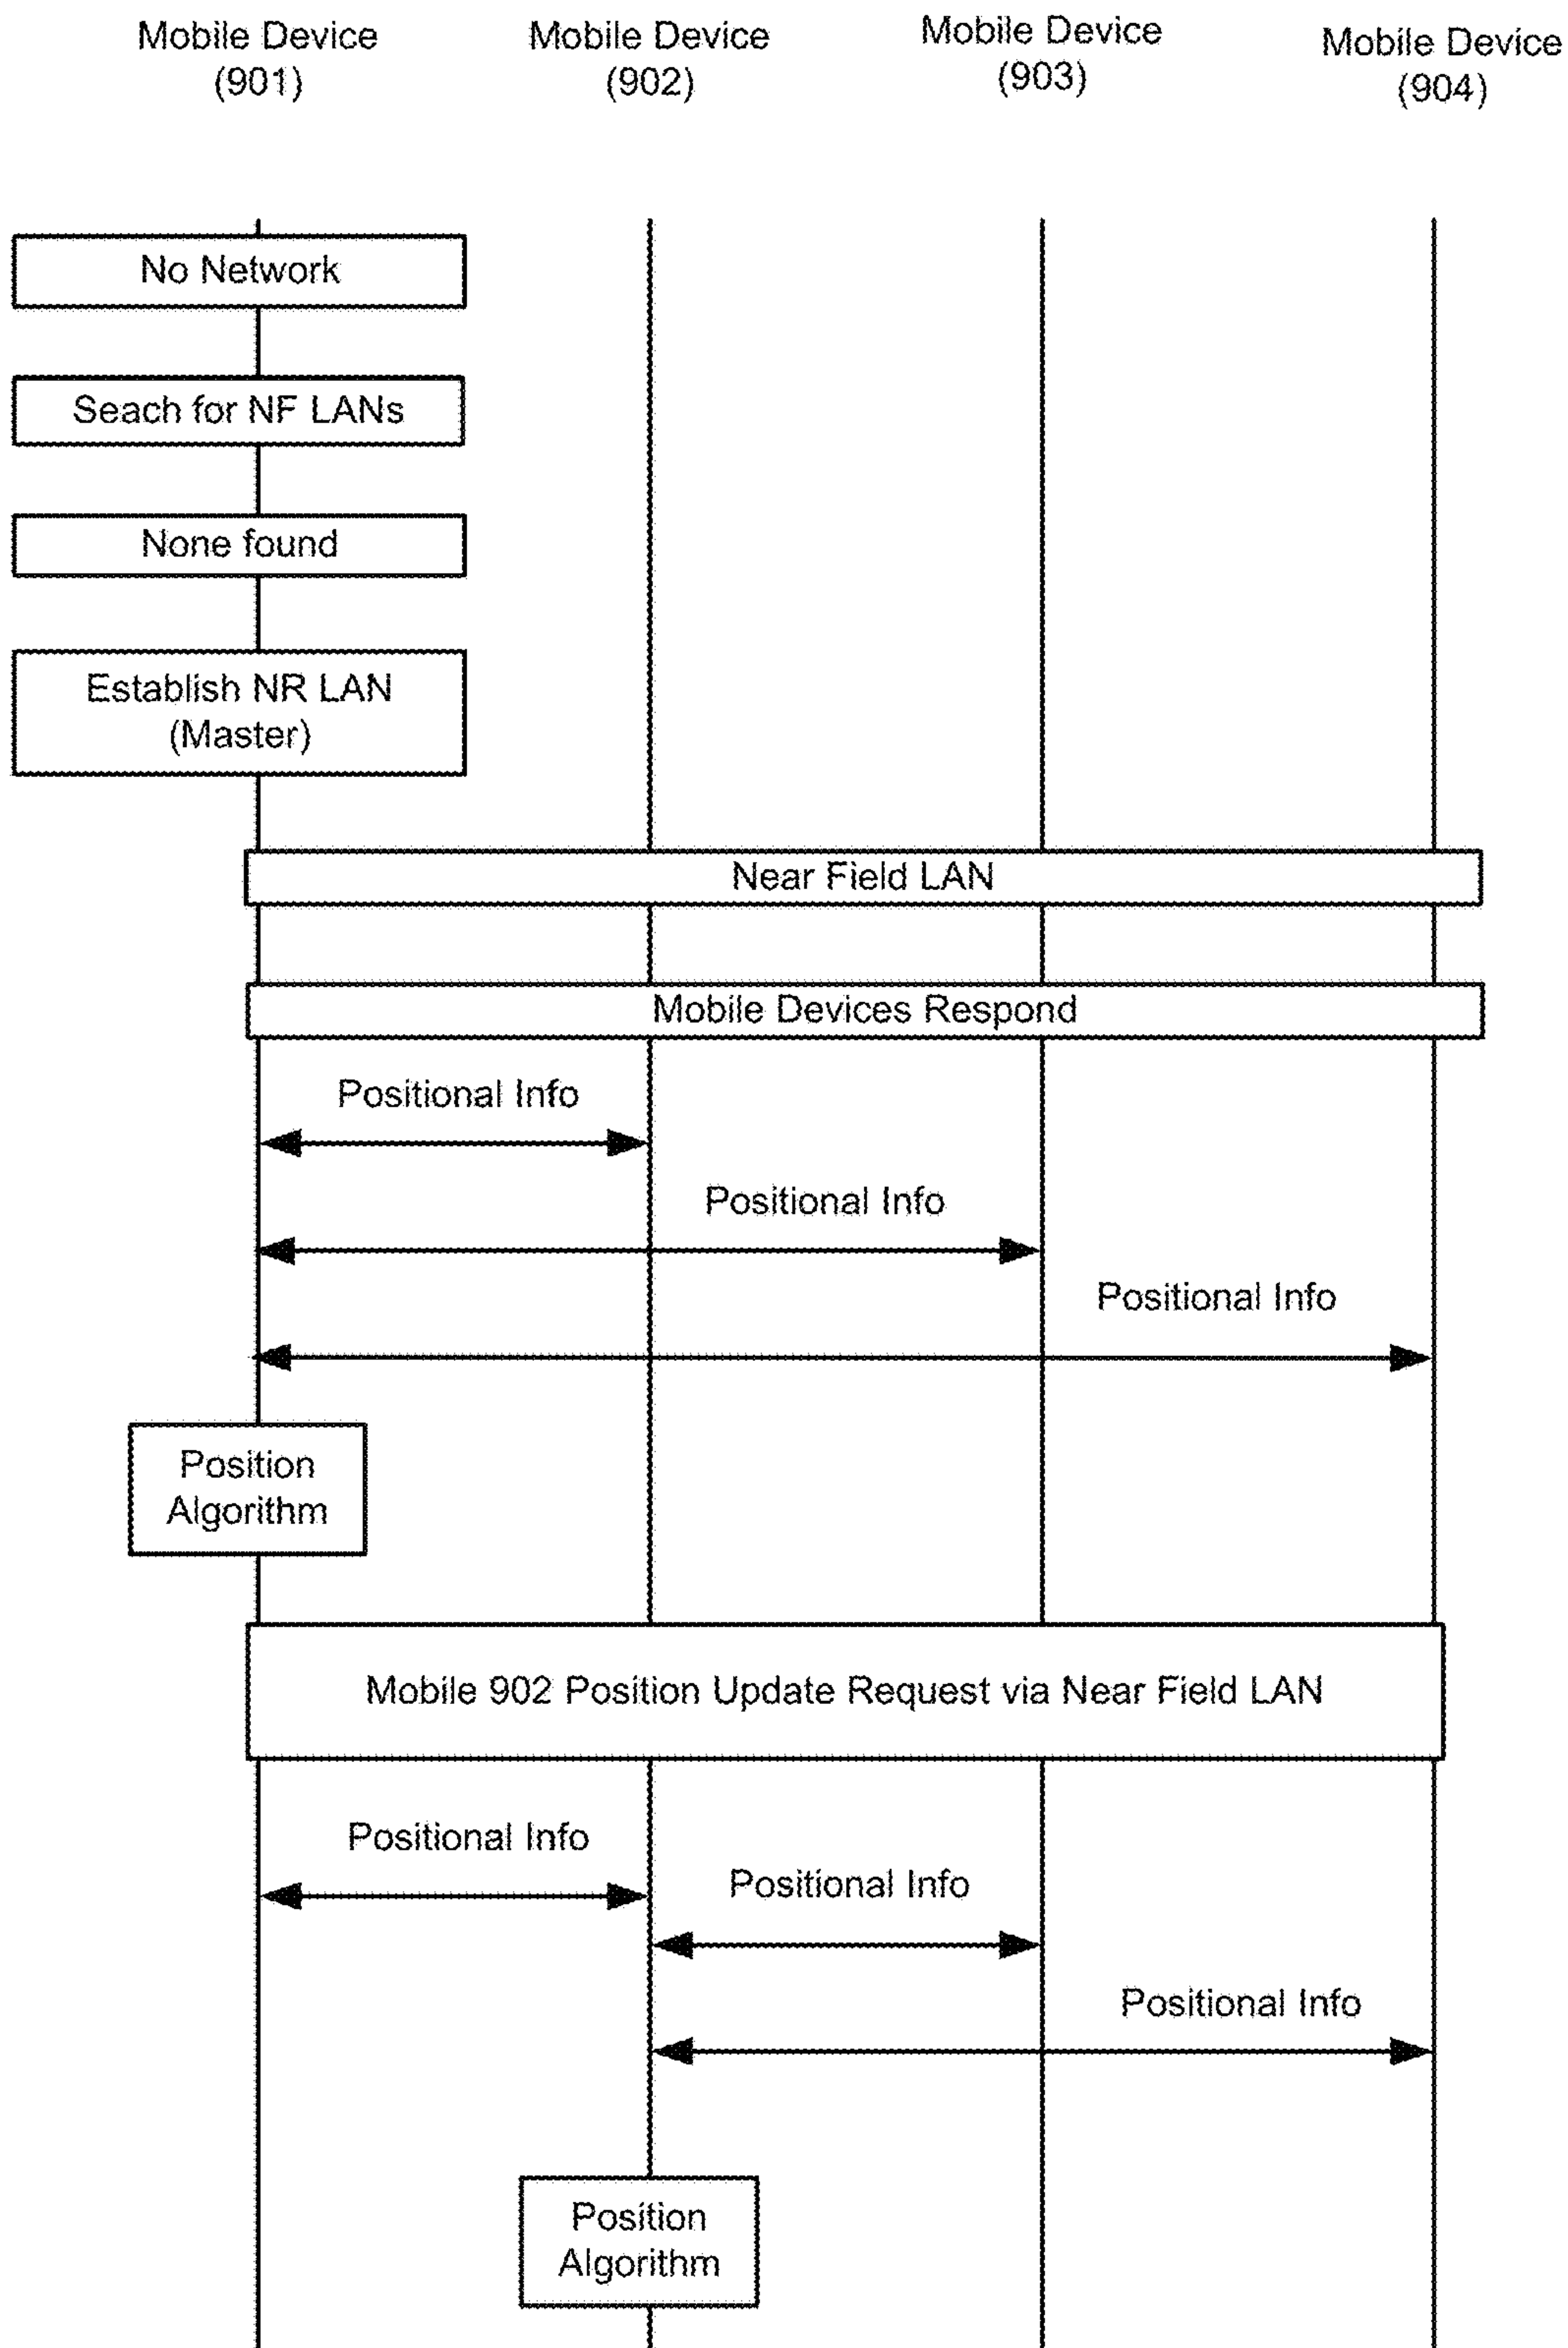 Mobile Device
(901)
Mobile Device
(902)
Mobile Device
(903)
Mobile Device
(904)
No Network
Seach for NF LANs
None found
Establish NR LAN
(Master)
Near Field LAN
Mobile Devices Respond
Positional Info
Positional Info
Positional Info
Position
Algorithm
Mobile 902 Position Update Request via Near Field LAN
Positional Info
Positional Info
Positional Info
Position
Algorithm